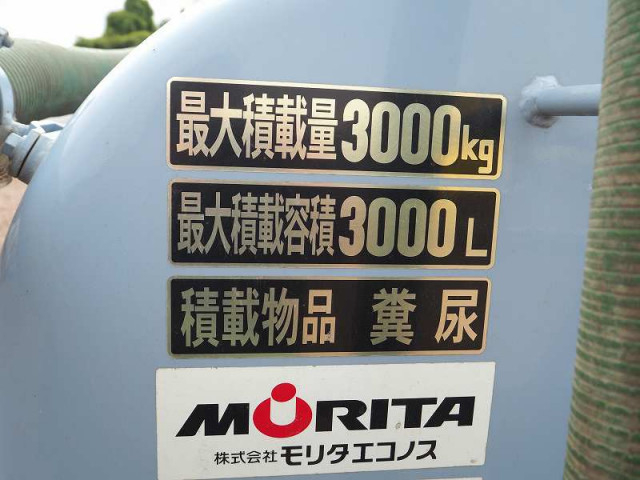 最大積載量3000kg
最大積載容積3000L
積載物品 糞尿
MORITA
株式会社モリタエコノス